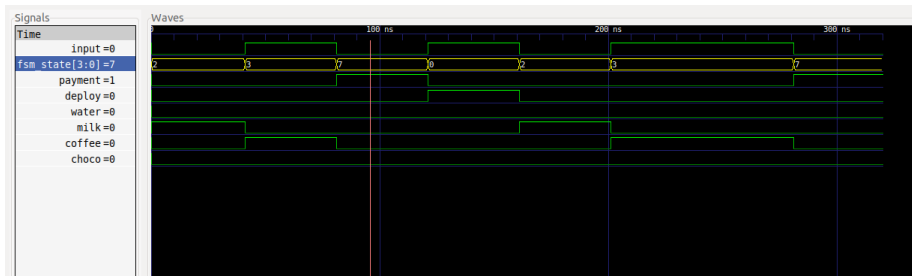 Signals
Waves
Time
0
100 ns
200 ns
300 ns
input=0
fsm_state[3:0]=7
2 3 7 0 2 3 7
payment=1
deploy=0
water=0
milk=0
coffee=0
choco=0